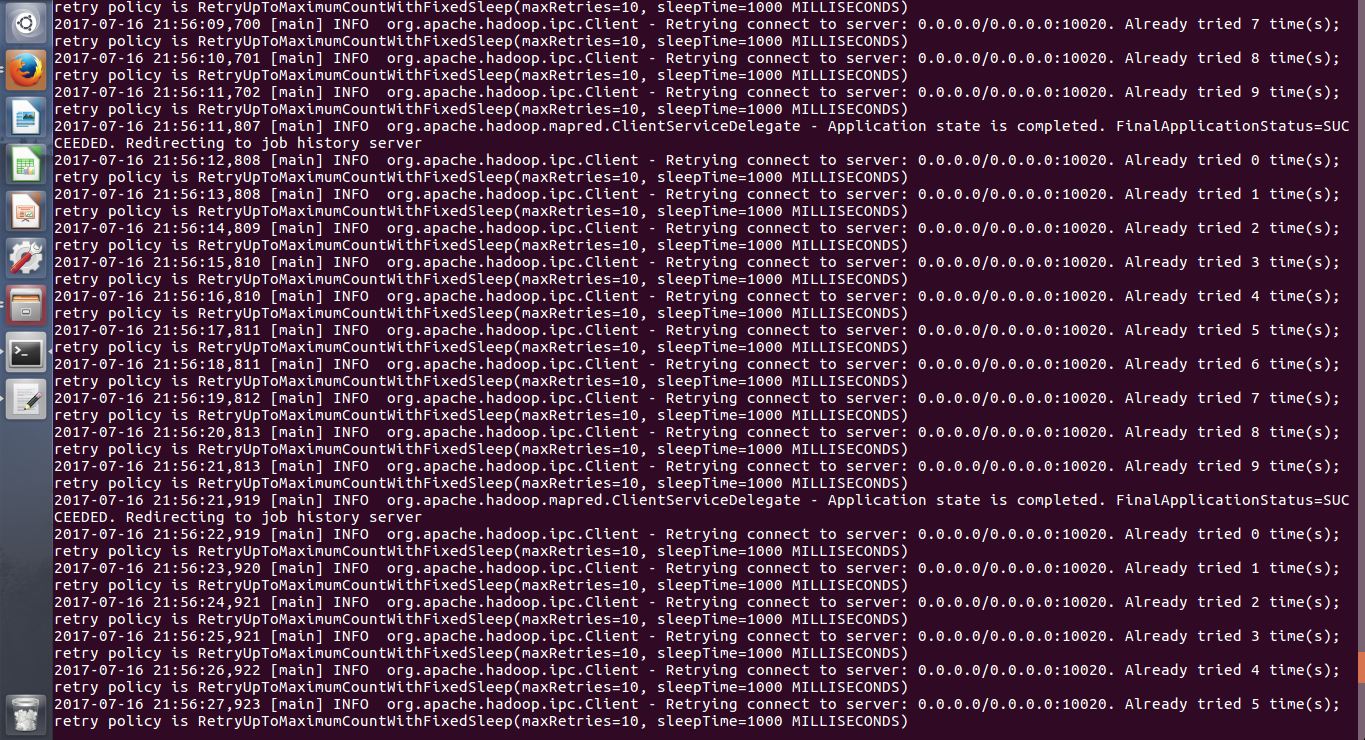 retry policy is RetryUpToMaximumCountWithFixedSleep(maxRetries=10, sleepTime=1000 MILLISECONDS)
2017-07-16 21:56:09,700 [main] INFO  org.apache.hadoop.ipc.Client - Retrying connect to server: 0.0.0.0/0.0.0.0:10020. Already tried 7 time(s);
retry policy is RetryUpToMaximumCountWithFixedSleep(maxRetries=10, sleepTime=1000 MILLISECONDS)
2017-07-16 21:56:10,701 [main] INFO  org.apache.hadoop.ipc.Client - Retrying connect to server: 0.0.0.0/0.0.0.0:10020. Already tried 8 time(s);
retry policy is RetryUpToMaximumCountWithFixedSleep(maxRetries=10, sleepTime=1000 MILLISECONDS)
2017-07-16 21:56:11,702 [main] INFO  org.apache.hadoop.ipc.Client - Retrying connect to server: 0.0.0.0/0.0.0.0:10020. Already tried 9 time(s);
retry policy is RetryUpToMaximumCountWithFixedSleep(maxRetries=10, sleepTime=1000 MILLISECONDS)
2017-07-16 21:56:11,807 [main] INFO  org.apache.hadoop.mapred.ClientServiceDelegate - Application state is completed. FinalApplicationStatus=SUC
CEEDED. Redirecting to job history server
2017-07-16 21:56:12,808 [main] INFO  org.apache.hadoop.ipc.Client - Retrying connect to server: 0.0.0.0/0.0.0.0:10020. Already tried 0 time(s);
retry policy is RetryUpToMaximumCountWithFixedSleep(maxRetries=10, sleepTime=1000 MILLISECONDS)
2017-07-16 21:56:13,808 [main] INFO  org.apache.hadoop.ipc.Client - Retrying connect to server: 0.0.0.0/0.0.0.0:10020. Already tried 1 time(s);
retry policy is RetryUpToMaximumCountWithFixedSleep(maxRetries=10, sleepTime=1000 MILLISECONDS)
2017-07-16 21:56:14,809 [main] INFO  org.apache.hadoop.ipc.Client - Retrying connect to server: 0.0.0.0/0.0.0.0:10020. Already tried 2 time(s);
retry policy is RetryUpToMaximumCountWithFixedSleep(maxRetries=10, sleepTime=1000 MILLISECONDS)
2017-07-16 21:56:15,810 [main] INFO  org.apache.hadoop.ipc.Client - Retrying connect to server: 0.0.0.0/0.0.0.0:10020. Already tried 3 time(s);
retry policy is RetryUpToMaximumCountWithFixedSleep(maxRetries=10, sleepTime=1000 MILLISECONDS)
2017-07-16 21:56:16,810 [main] INFO  org.apache.hadoop.ipc.Client - Retrying connect to server: 0.0.0.0/0.0.0.0:10020. Already tried 4 time(s);
retry policy is RetryUpToMaximumCountWithFixedSleep(maxRetries=10, sleepTime=1000 MILLISECONDS)
2017-07-16 21:56:17,811 [main] INFO  org.apache.hadoop.ipc.Client - Retrying connect to server: 0.0.0.0/0.0.0.0:10020. Already tried 5 time(s);
retry policy is RetryUpToMaximumCountWithFixedSleep(maxRetries=10, sleepTime=1000 MILLISECONDS)
2017-07-16 21:56:18,811 [main] INFO  org.apache.hadoop.ipc.Client - Retrying connect to server: 0.0.0.0/0.0.0.0:10020. Already tried 6 time(s);
retry policy is RetryUpToMaximumCountWithFixedSleep(maxRetries=10, sleepTime=1000 MILLISECONDS)
2017-07-16 21:56:19,812 [main] INFO  org.apache.hadoop.ipc.Client - Retrying connect to server: 0.0.0.0/0.0.0.0:10020. Already tried 7 time(s);
retry policy is RetryUpToMaximumCountWithFixedSleep(maxRetries=10, sleepTime=1000 MILLISECONDS)
2017-07-16 21:56:20,813 [main] INFO  org.apache.hadoop.ipc.Client - Retrying connect to server: 0.0.0.0/0.0.0.0:10020. Already tried 8 time(s);
retry policy is RetryUpToMaximumCountWithFixedSleep(maxRetries=10, sleepTime=1000 MILLISECONDS)
2017-07-16 21:56:21,813 [main] INFO  org.apache.hadoop.ipc.Client - Retrying connect to server: 0.0.0.0/0.0.0.0:10020. Already tried 9 time(s);
retry policy is RetryUpToMaximumCountWithFixedSleep(maxRetries=10, sleepTime=1000 MILLISECONDS)
2017-07-16 21:56:21,919 [main] INFO  org.apache.hadoop.mapred.ClientServiceDelegate - Application state is completed. FinalApplicationStatus=SUC
CEEDED. Redirecting to job history server
2017-07-16 21:56:22,919 [main] INFO  org.apache.hadoop.ipc.Client - Retrying connect to server: 0.0.0.0/0.0.0.0:10020. Already tried 0 time(s);
retry policy is RetryUpToMaximumCountWithFixedSleep(maxRetries=10, sleepTime=1000 MILLISECONDS)
2017-07-16 21:56:23,920 [main] INFO  org.apache.hadoop.ipc.Client - Retrying connect to server: 0.0.0.0/0.0.0.0:10020. Already tried 1 time(s);
retry policy is RetryUpToMaximumCountWithFixedSleep(maxRetries=10, sleepTime=1000 MILLISECONDS)
2017-07-16 21:56:24,921 [main] INFO  org.apache.hadoop.ipc.Client - Retrying connect to server: 0.0.0.0/0.0.0.0:10020. Already tried 2 time(s);
retry policy is RetryUpToMaximumCountWithFixedSleep(maxRetries=10, sleepTime=1000 MILLISECONDS)
2017-07-16 21:56:25,921 [main] INFO  org.apache.hadoop.ipc.Client - Retrying connect to server: 0.0.0.0/0.0.0.0:10020. Already tried 3 time(s);
retry policy is RetryUpToMaximumCountWithFixedSleep(maxRetries=10, sleepTime=1000 MILLISECONDS)
2017-07-16 21:56:26,922 [main] INFO  org.apache.hadoop.ipc.Client - Retrying connect to server: 0.0.0.0/0.0.0.0:10020. Already tried 4 time(s);
retry policy is RetryUpToMaximumCountWithFixedSleep(maxRetries=10, sleepTime=1000 MILLISECONDS)
2017-07-16 21:56:27,923 [main] INFO  org.apache.hadoop.ipc.Client - Retrying connect to server: 0.0.0.0/0.0.0.0:10020. Already tried 5 time(s);
retry policy is RetryUpToMaximumCountWithFixedSleep(maxRetries=10, sleepTime=1000 MILLISECONDS)